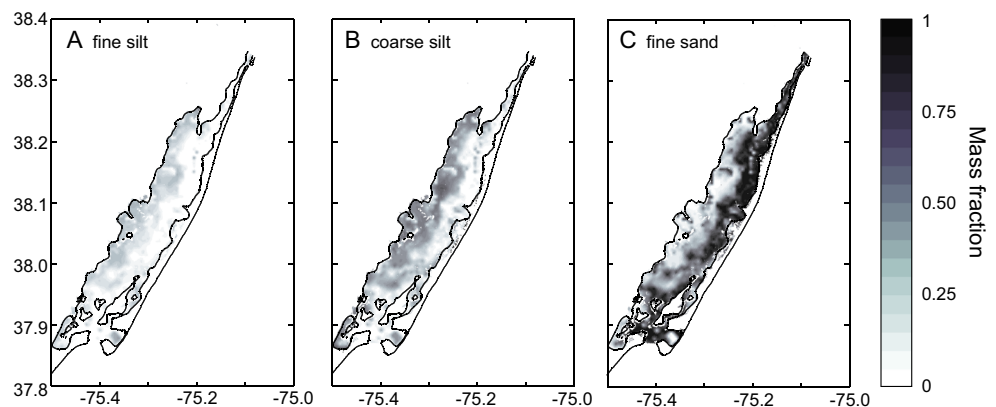 38.4
38.3
38.2
38.1
38.0
37.9
37.8
A fine silt
B coarse silt
C fine sand
-75.4 -75.2 -75.0
-75.4 -75.2 -75.0
-75.4 -75.2 -75.0
1
0.75
0.50
0.25
0
Mass fraction